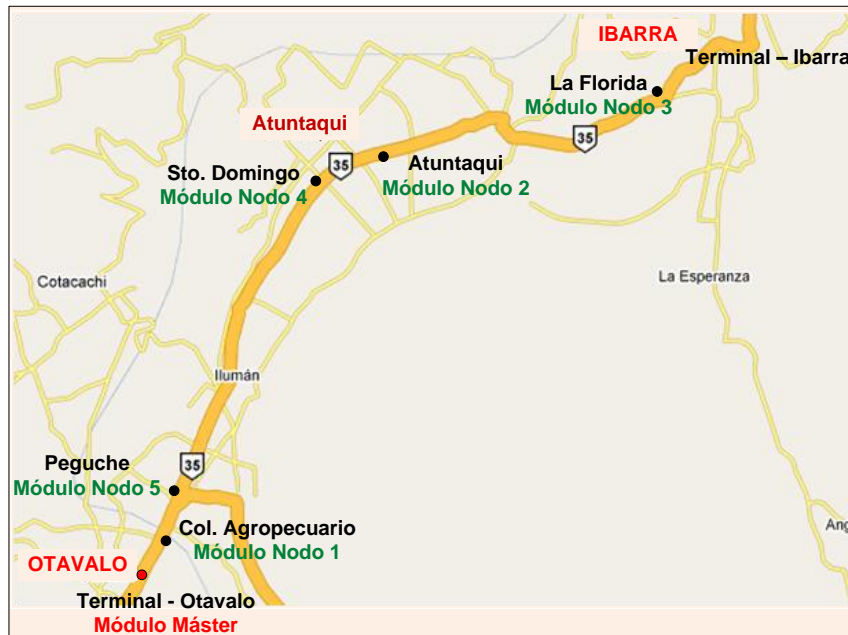 IBARRA
Terminal – Ibarra
La Florida
Módulo Nodo 3
Atuntaqui
35
35
Atuntaqui
Módulo Nodo 2
Sto. Domingo
Módulo Nodo 4
Cotacachi
La Esperanza
Ilumán
Peguche
Módulo Nodo 5
35
Col. Agropecuario
Módulo Nodo 1
Ang
OTAVALO
Terminal - Otavalo
Módulo Máster